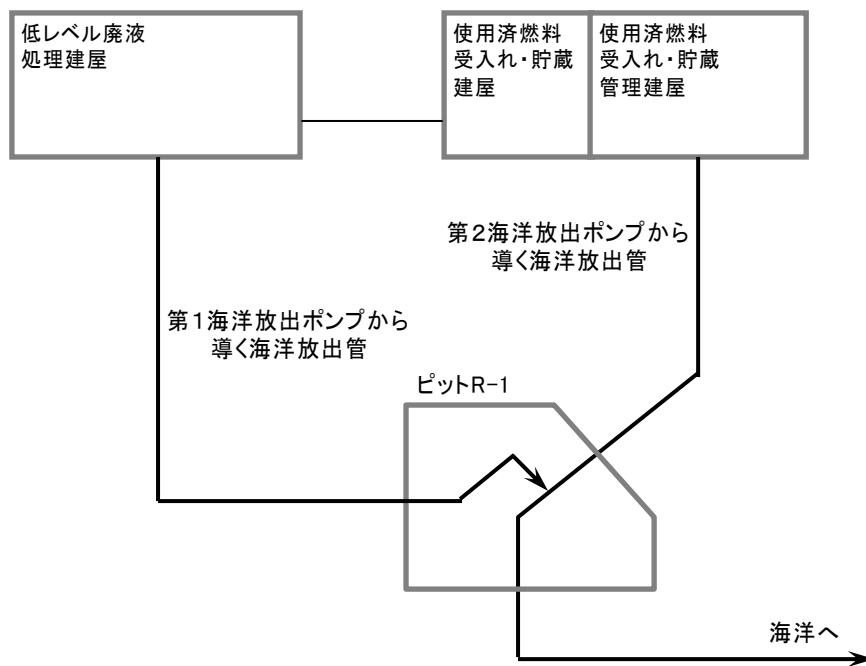 低レベル廃液
処理建屋
使用済燃料
受入れ・貯蔵
建屋
使用済燃料
受入れ・貯蔵
管理建屋
第２海洋放出ポンプから
導く海洋放出管
第１海洋放出ポンプから
導く海洋放出管
ピットR-1
海洋へ